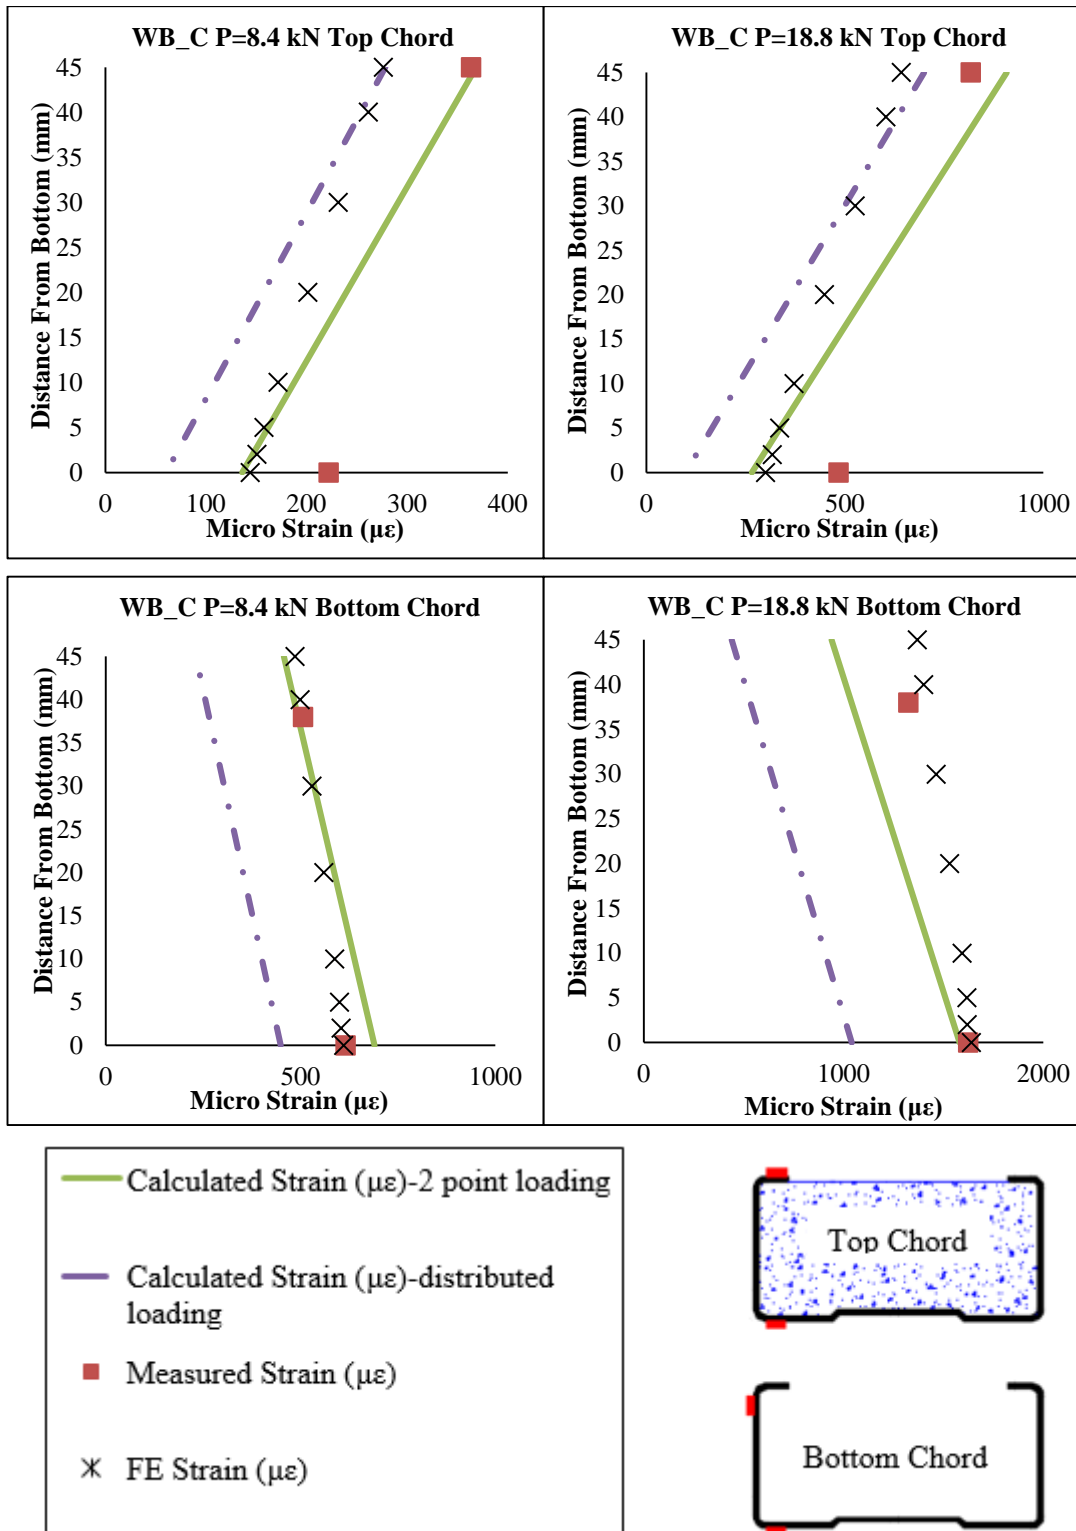 WB_C P=8.4 kN Top Chord
Distance From Bottom (mm)
45
40
35
30
25
20
15
10
5
0
0 100 200 300 400
Micro Strain (με)
WB_C P=18.8 kN Top Chord
Distance From Bottom (mm)
45
40
35
30
25
20
15
10
5
0
0 500 1000
Micro Strain (με)
WB_C P=8.4 kN Bottom Chord
Distance From Bottom (mm)
45
40
35
30
25
20
15
10
5
0
0 500 1000
Micro Strain (με)
WB_C P=18.8 kN Bottom Chord
Distance From Bottom (mm)
45
40
35
30
25
20
15
10
5
0
0 1000 2000
Micro Strain (με)
Calculated Strain (με)-2 point loading
Calculated Strain (με)-distributed
loading
Measured Strain (με)
FE Strain (με)
Top Chord
Bottom Chord